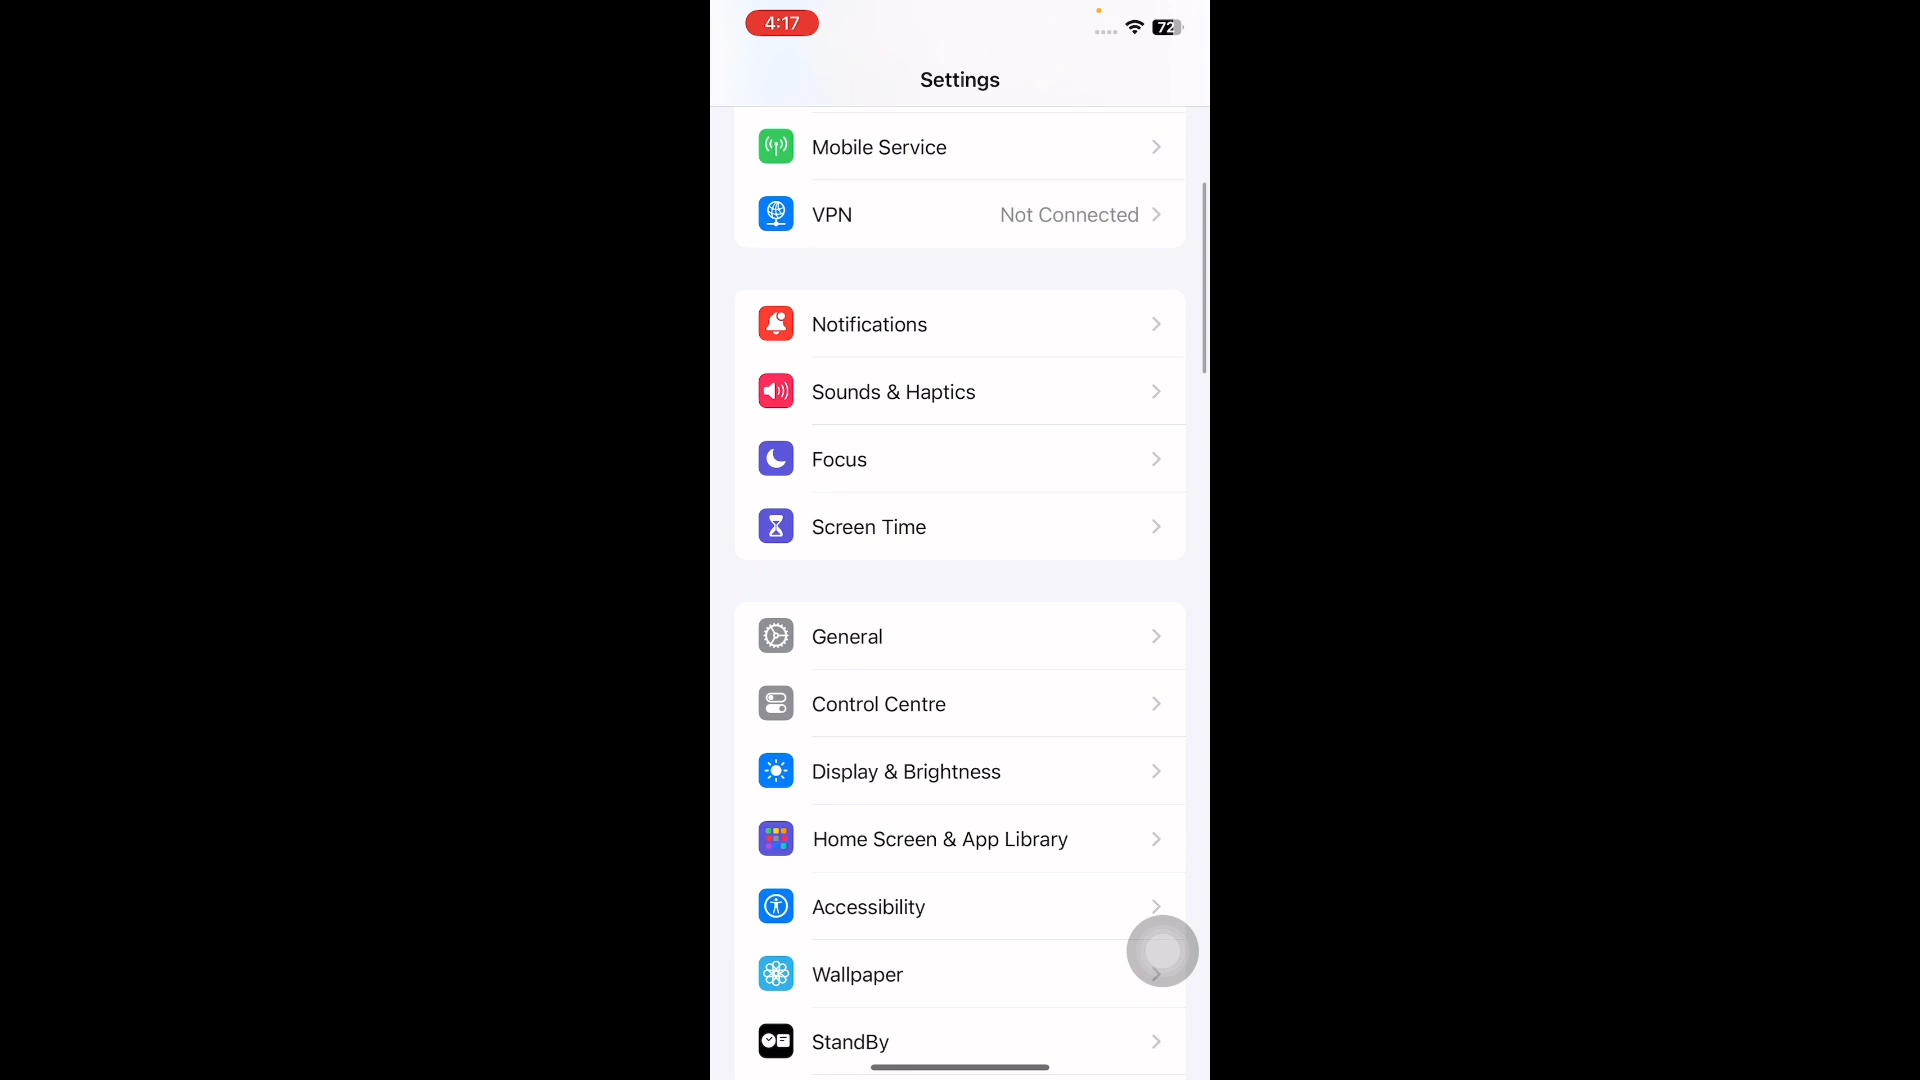 4:17
72
Settings
Mobile Service
VPN Not Connected
Notifications
Sounds & Haptics
Focus
Screen Time
General
Control Centre
Display & Brightness
Home Screen & App Library
Accessibility
Wallpaper
StandBy